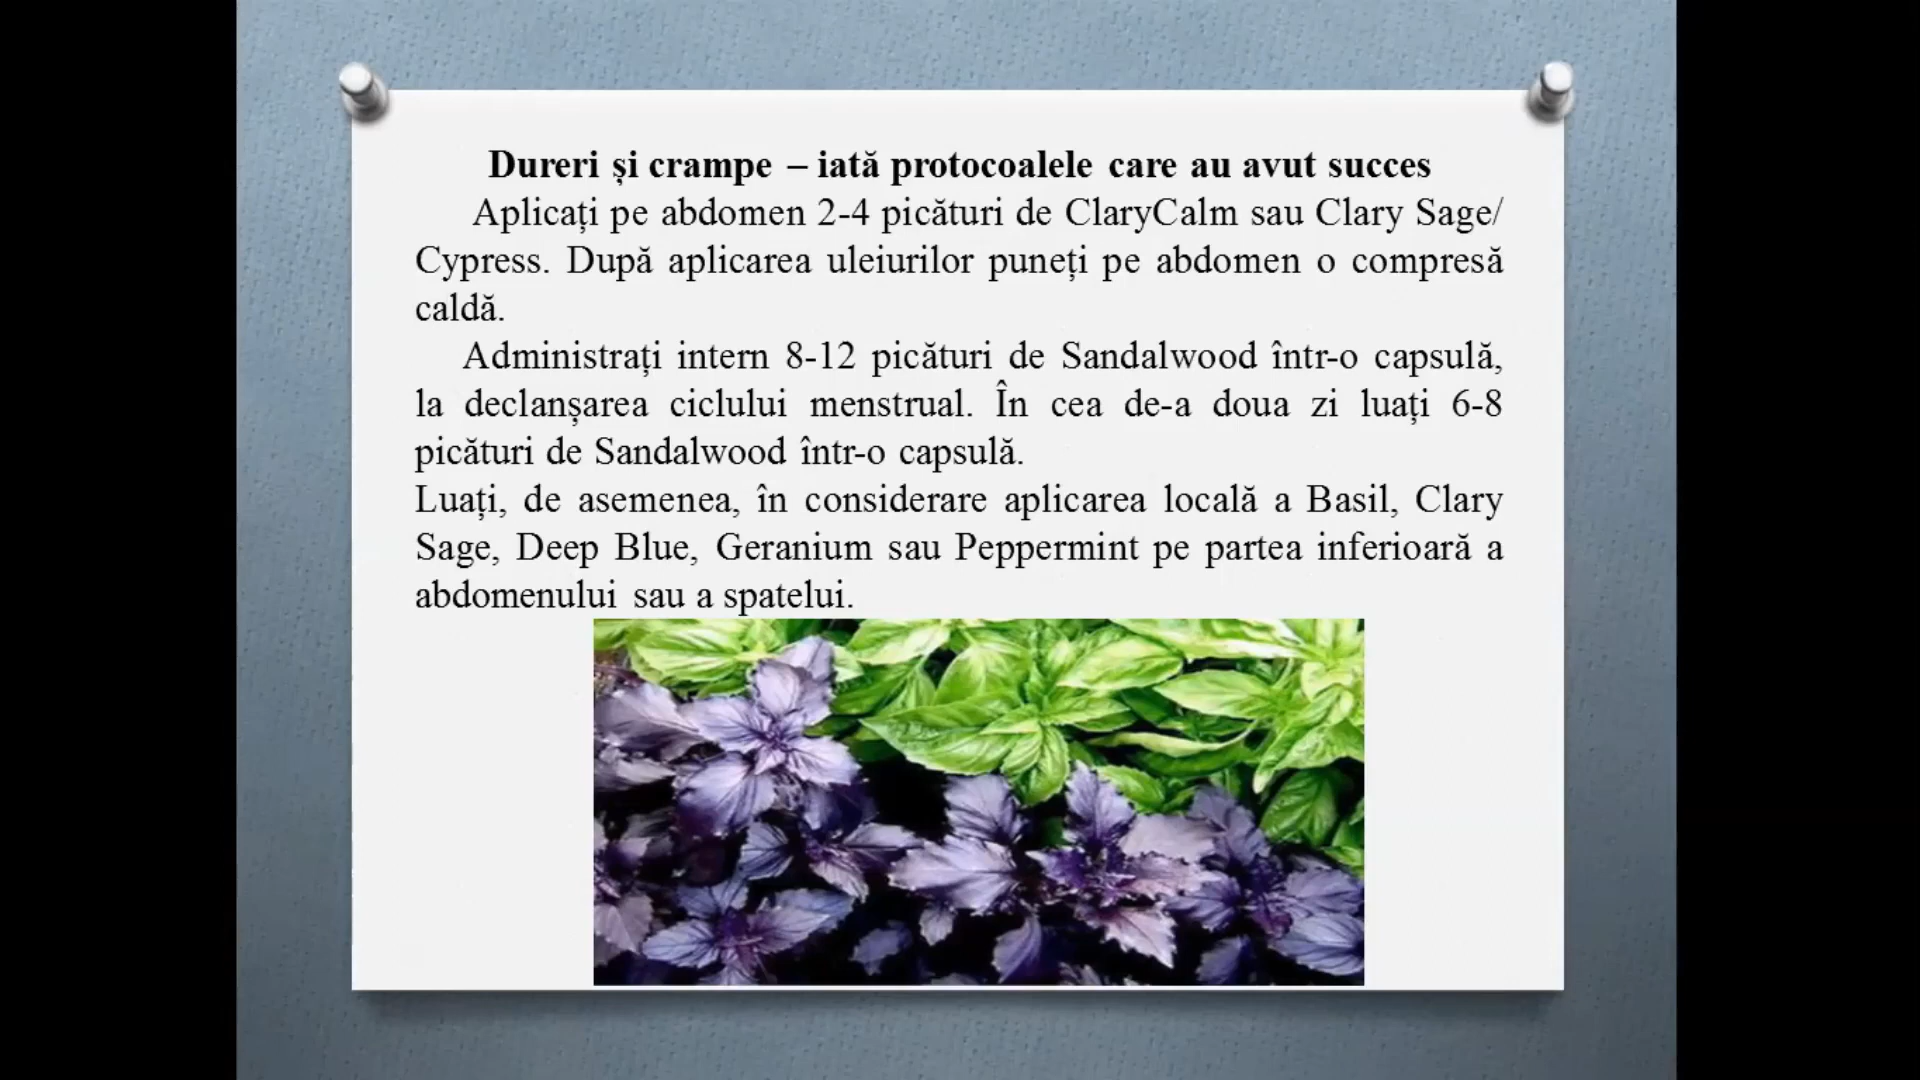 Dureri și crampe – iată protocoalele care au avut succes
Aplicați pe abdomen 2-4 picături de ClaryCalm sau Clary Sage/
Cypress. După aplicarea uleiurilor puneți pe abdomen o compresă
caldă.
Administrați intern 8-12 picături de Sandalwood într-o capsulă,
la declanșarea ciclului menstrual. În cea de-a doua zi luați 6-8
picături de Sandalwood într-o capsulă.
Luați, de asemenea, în considerare aplicarea locală a Basil, Clary
Sage, Deep Blue, Geranium sau Peppermint pe partea inferioară a
abdomenului sau a spatelui.